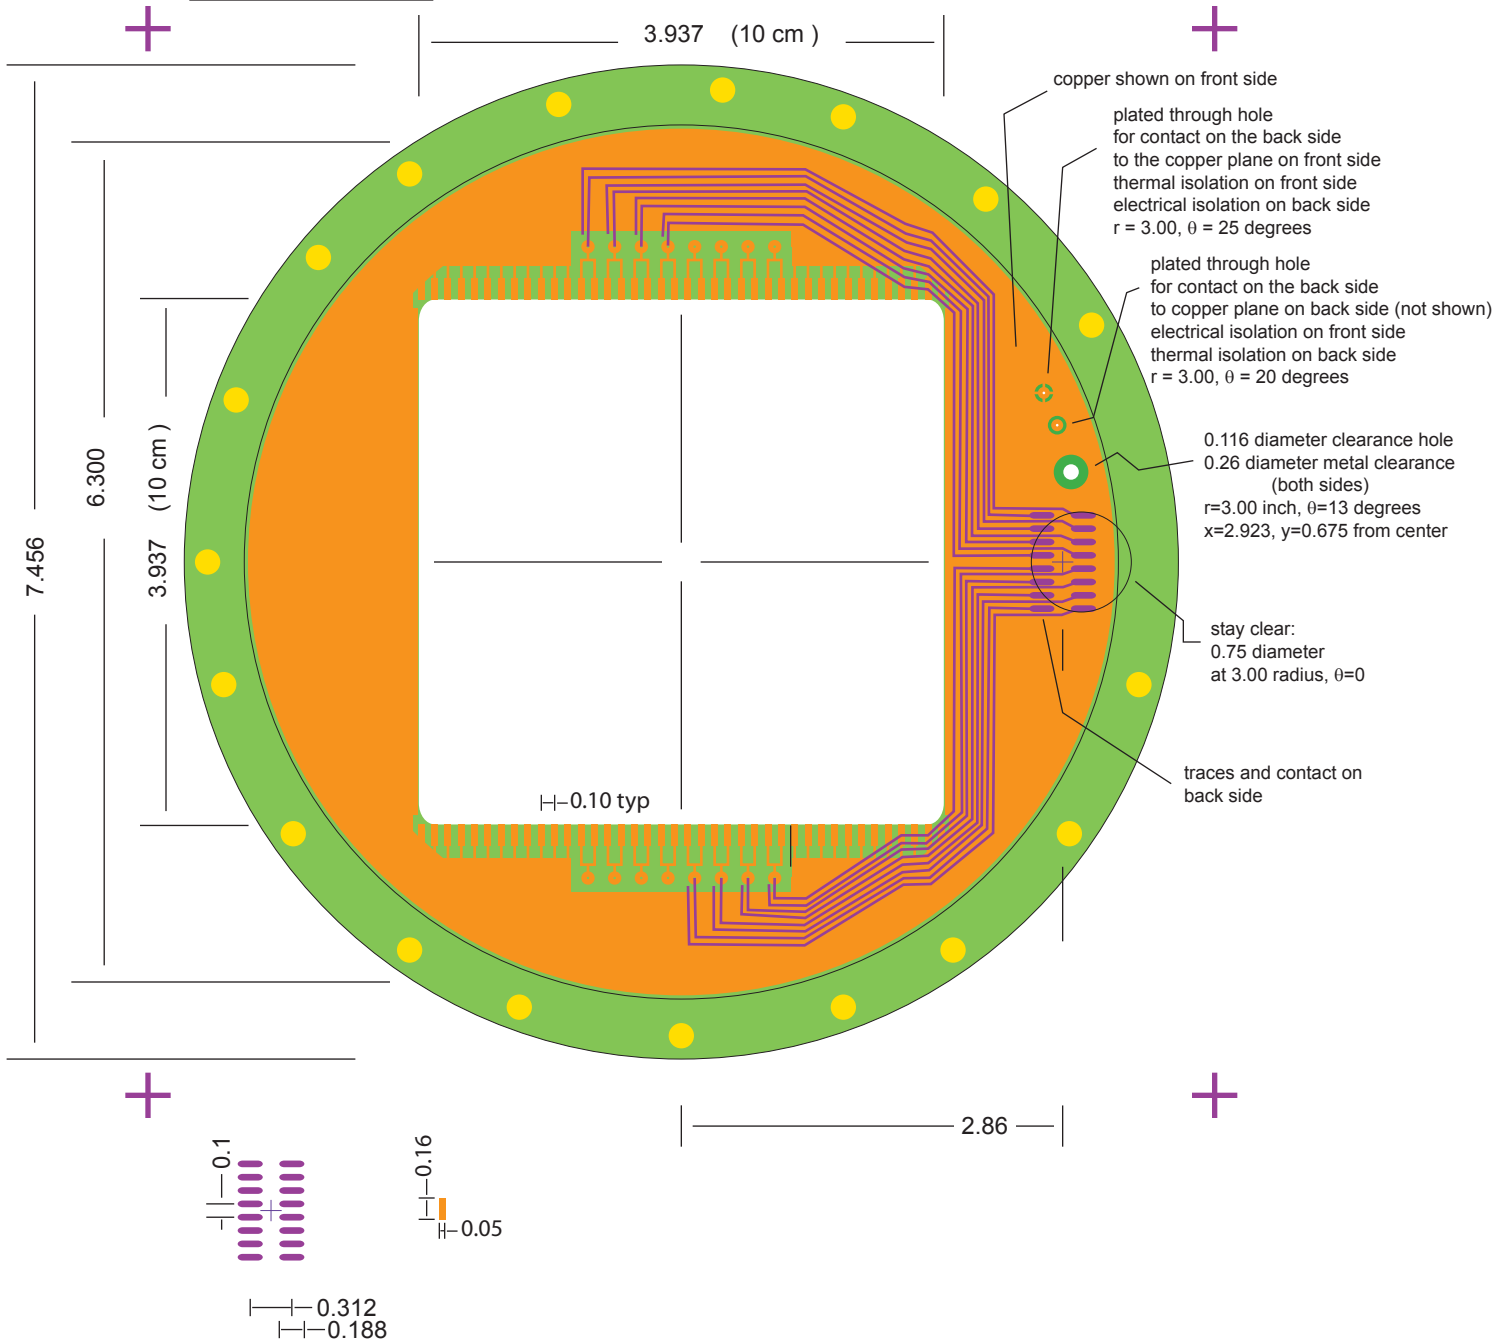 3.937 (10 cm )
copper shown on front side
plated through hole
for contact on the back side
to the copper plane on front side
thermal isolation on front side
electrical isolation on back side
r = 3.00, θ = 25 degrees
plated through hole
for contact on the back side
to copper plane on back side (not shown)
electrical isolation on front side
thermal isolation on back side
r = 3.00, θ = 20 degrees
0.116 diameter clearance hole
0.26 diameter metal clearance
(both sides)
r=3.00 inch, θ=13 degrees
x=2.923, y=0.675 from center
7.456
6.300
3.937 (10 cm )
stay clear:
0.75 diameter
at 3.00 radius, θ=0
traces and contact on
back side
0.10 typ
2.86
0.1
0.16
0.05
0.312
0.188